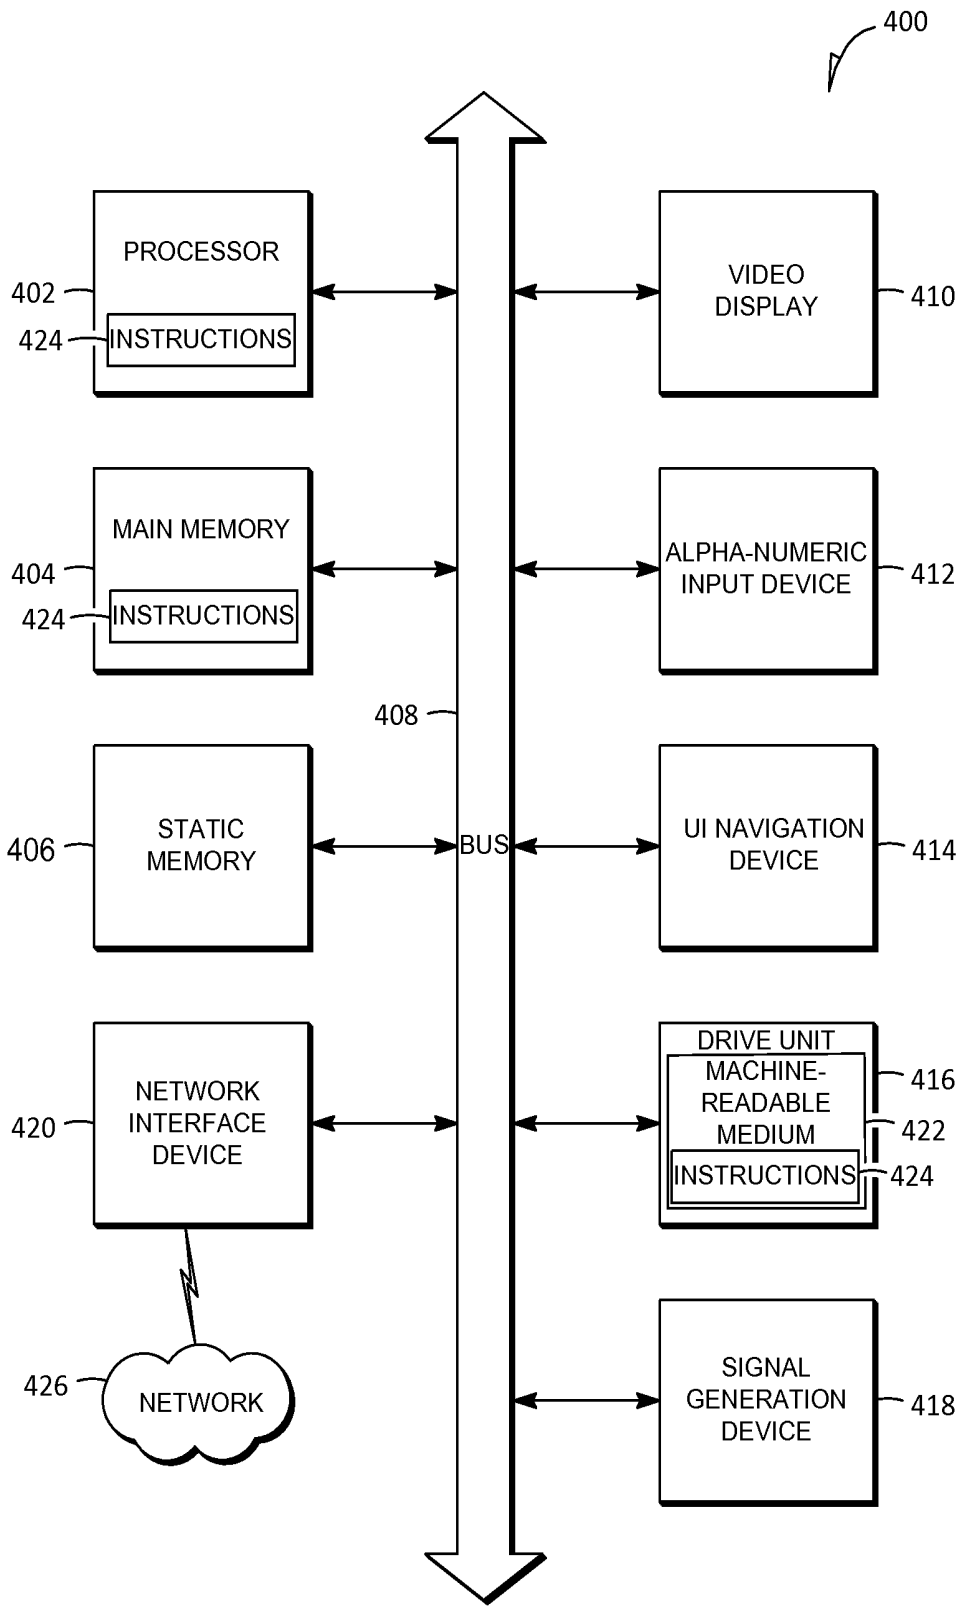 400
PROCESSOR
402
424
INSTRUCTIONS
VIDEO
DISPLAY
410
MAIN MEMORY
404
424
INSTRUCTIONS
ALPHA-NUMERIC
INPUT DEVICE
412
408
STATIC
MEMORY
406
BUS
UI NAVIGATION
DEVICE
414
NETWORK
INTERFACE
DEVICE
420
DRIVE UNIT
MACHINE-
READABLE
MEDIUM
INSTRUCTIONS
416
422
424
426
NETWORK
SIGNAL
GENERATION
DEVICE
418